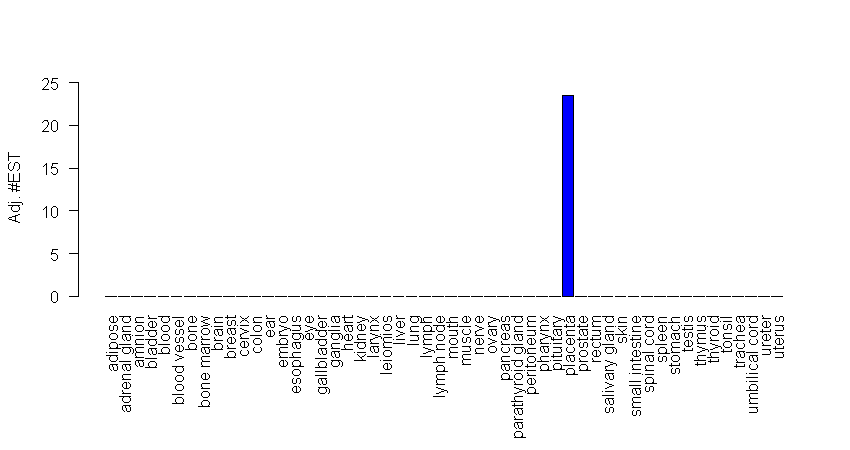 Adj. #EST
25
20
15
10
5
0
adipose
adrenal gland
amnion
bladder
blood
blood vessel
bone
bone marrow
brain
breast
cervix
colon
ear
embryo
esophagus
eye
gallbladder
ganglia
heart
kidney
larynx
leiomios
liver
lung
lymph
lymph node
mouth
muscle
nerve
ovary
pancreas
parathyroid gland
peritoneum
pharynx
pituitary
placenta
prostate
rectum
salivary gland
skin
small intestine
spinal cord
spleen
stomach
testis
thymus
thyroid
tonsil
trachea
umbilical cord
ureter
uterus